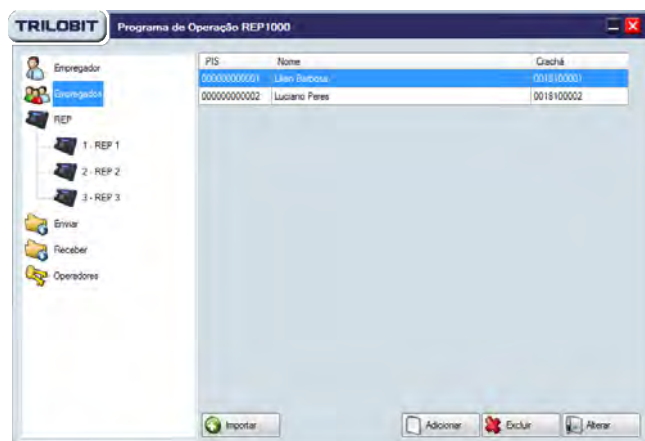 TRILOBIT Programa de Operação REP1000
Empregador
Empregados
REP
1 - REP 1
2 - REP 2
3 - REP 3
Enviar
Receber
Operadores
PIS Nome Crachá
000000000001 Lilian Barbosa 0018100001
000000000002 Luciano Peres 0018100002
Importar Adicionar Excluir Alterar